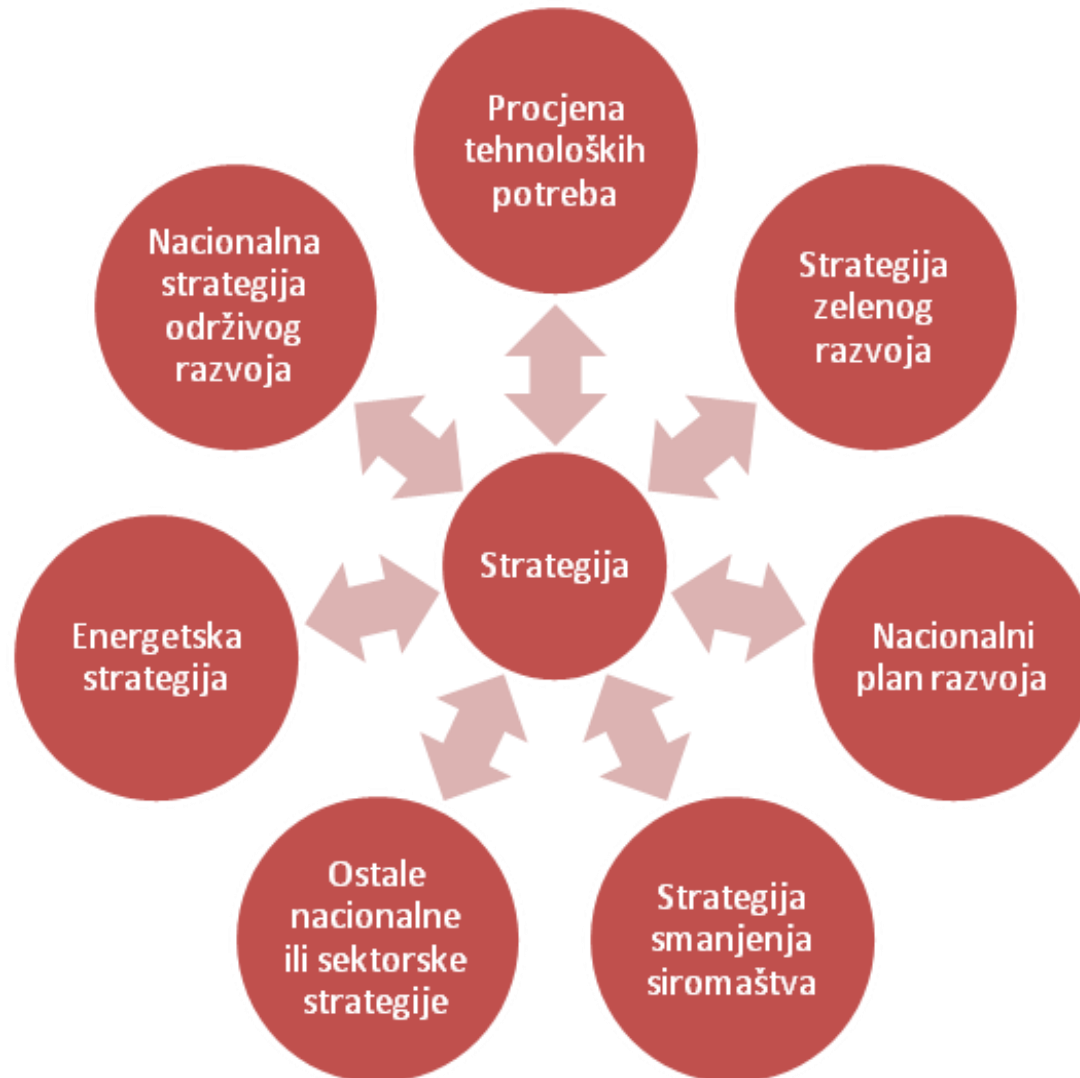 Procjena
tehnoloških
potreba
Strategija
zelenog
razvoja
Nacionalni
plan razvoja
Strategija
smanjenja
siromaštva
Ostale
nacionalne
ili sektorske
strategije
Energetska
strategija
Nacionalna
strategija
održivog
razvoja
Strategija